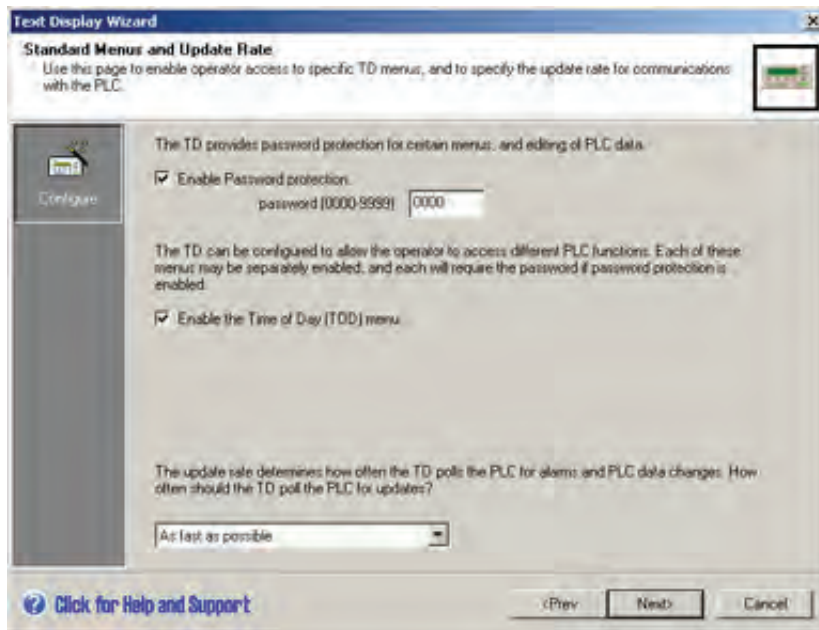 Text Display Wizard
Standard Menus and Update Rate
Use this page to enable operator access to specific TD menus, and to specify the update rate for communications
with the PLC.
Configure
The TD provides password protection for certain menus, and editing of PLC data.
Enable Password protection.
password (0000-9999)
0000
The TD can be configured to allow the operator to access different PLC functions. Each of these
menus may be separately enabled, and each will require the password if password protection is
enabled.
Enable the Time of Day (TOD) menu
The update rate determines how often the TD polls the PLC for alarms and PLC data changes. How
often should the TD poll the PLC for updates?
As fast as possible
Click for Help and Support
<Prev
Next>
Cancel